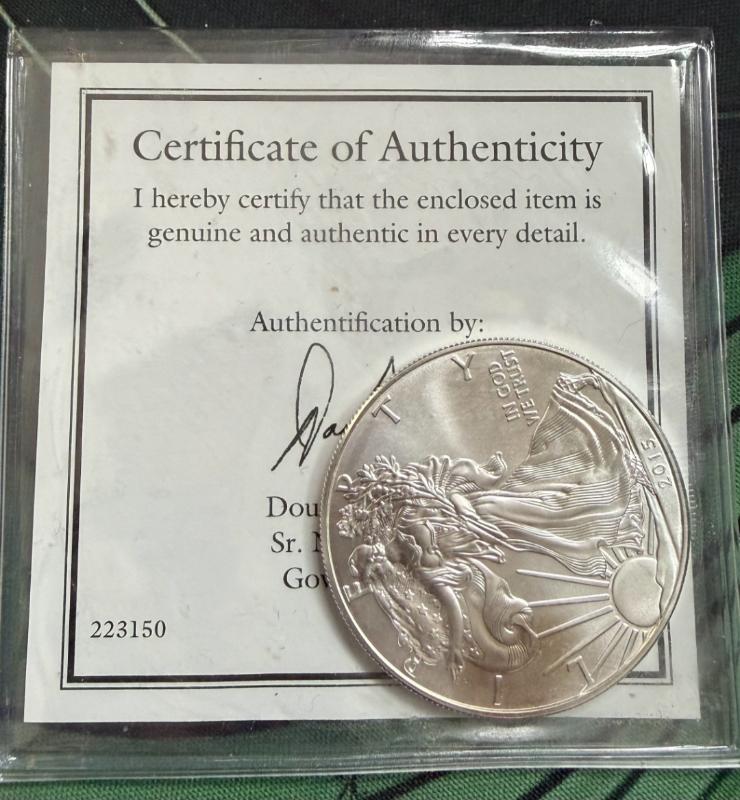 Certificate of Authenticity
I hereby certify that the enclosed item is
genuine and authentic in every detail.
Authentification by:
Dou
Sr.
Gov
223150
LIBERTY
IN GOD
WE TRUST
2015